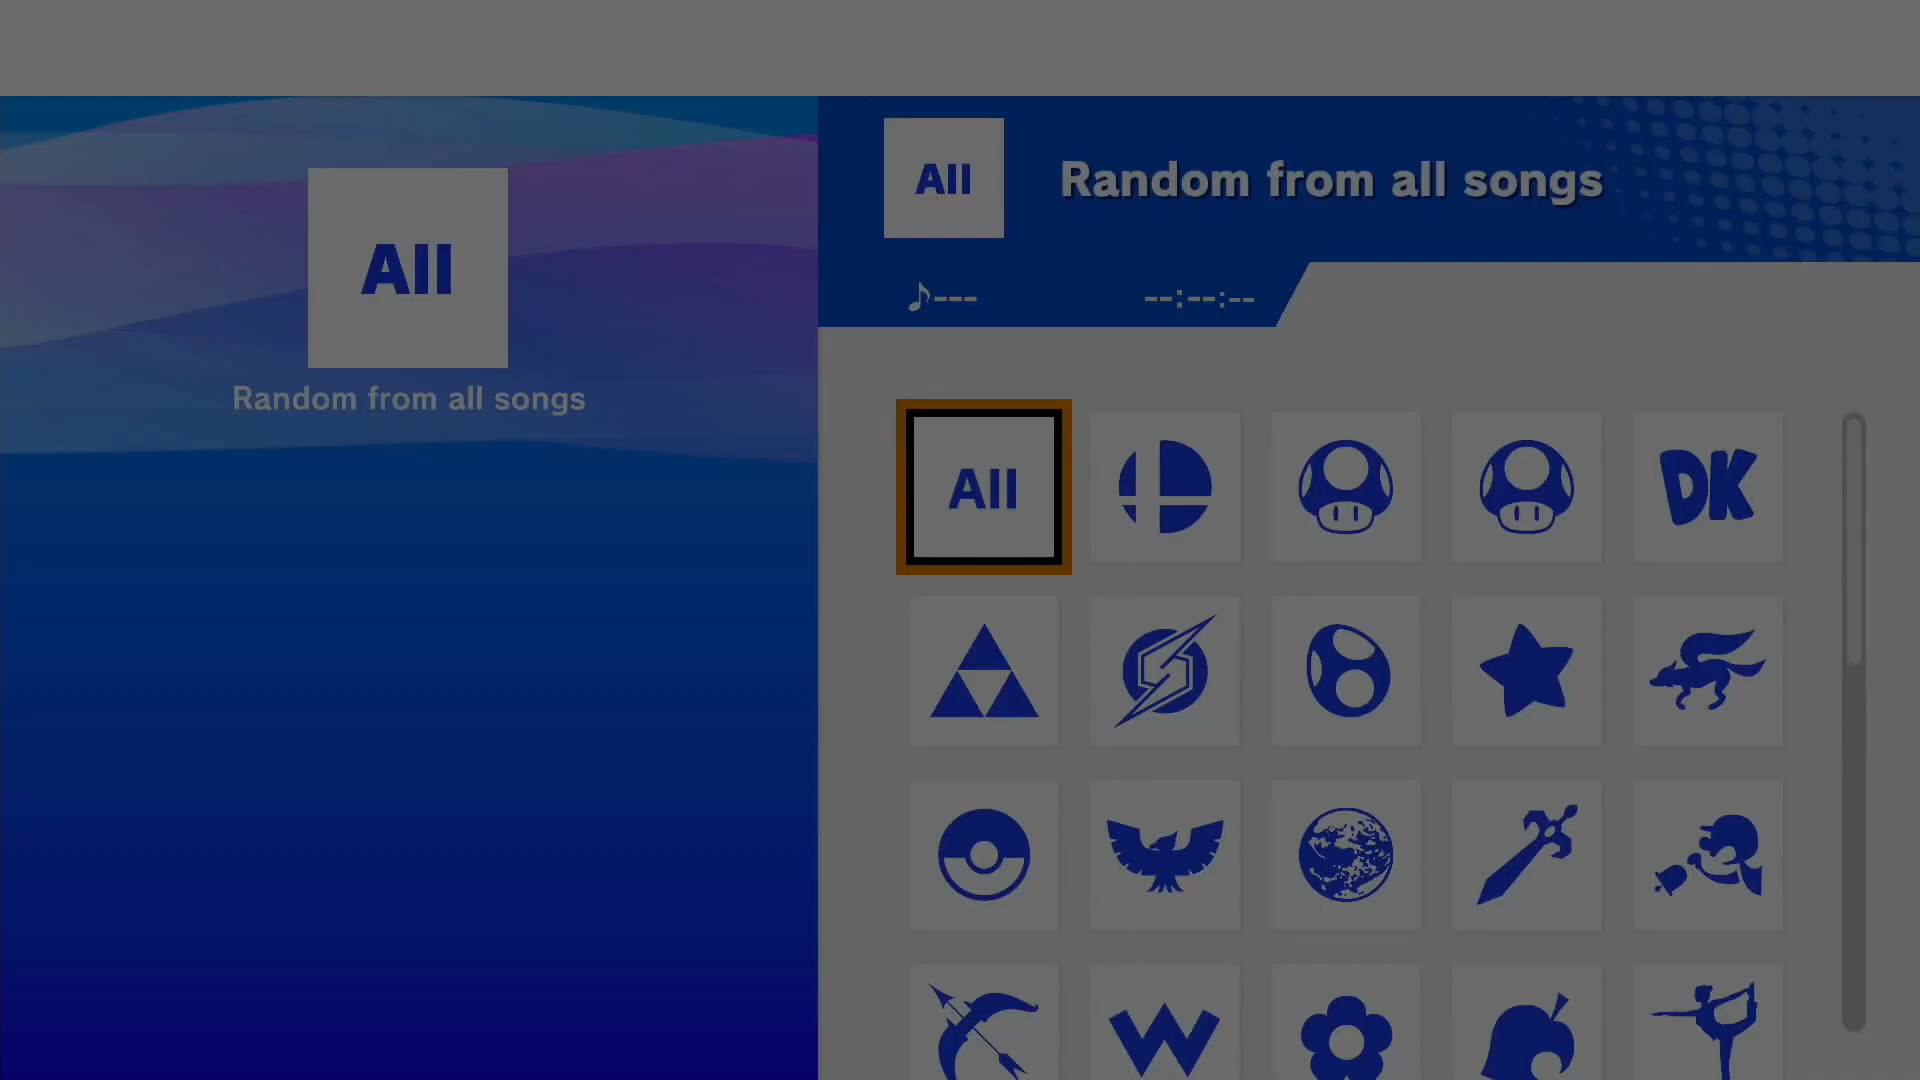 All
Random from all songs
All
Random from all songs
♪---
--:--:--
All
DK